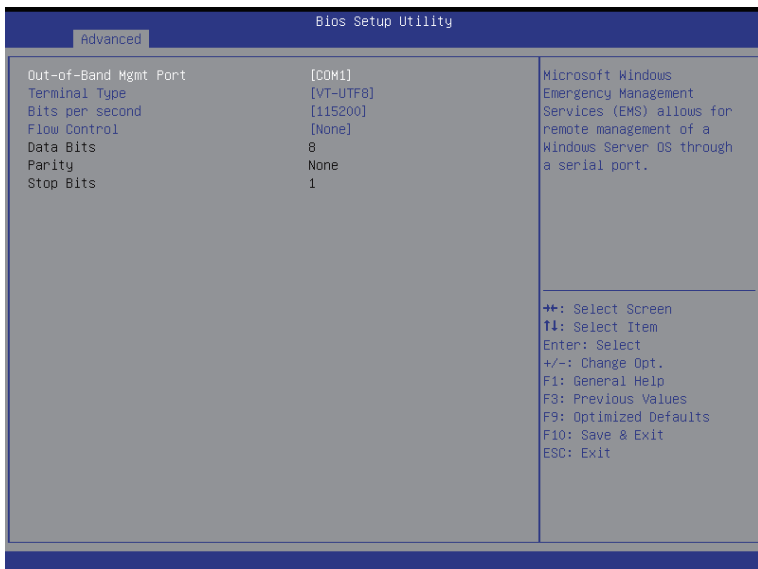 Bios Setup Utility
Advanced
Out-of-Band Mgmt Port [COM1]
Terminal Type [VT-UTF8]
Bits per second [115200]
Flow Control [None]
Data Bits 8
Parity None
Stop Bits 1
Microsoft Windows
Emergency Management
Services (EMS) allows for
remote management of a
Windows Server OS through
a serial port.
→←: Select Screen
↑↓: Select Item
Enter: Select
+/-: Change Opt.
F1: General Help
F3: Previous Values
F9: Optimized Defaults
F10: Save & Exit
ESC: Exit